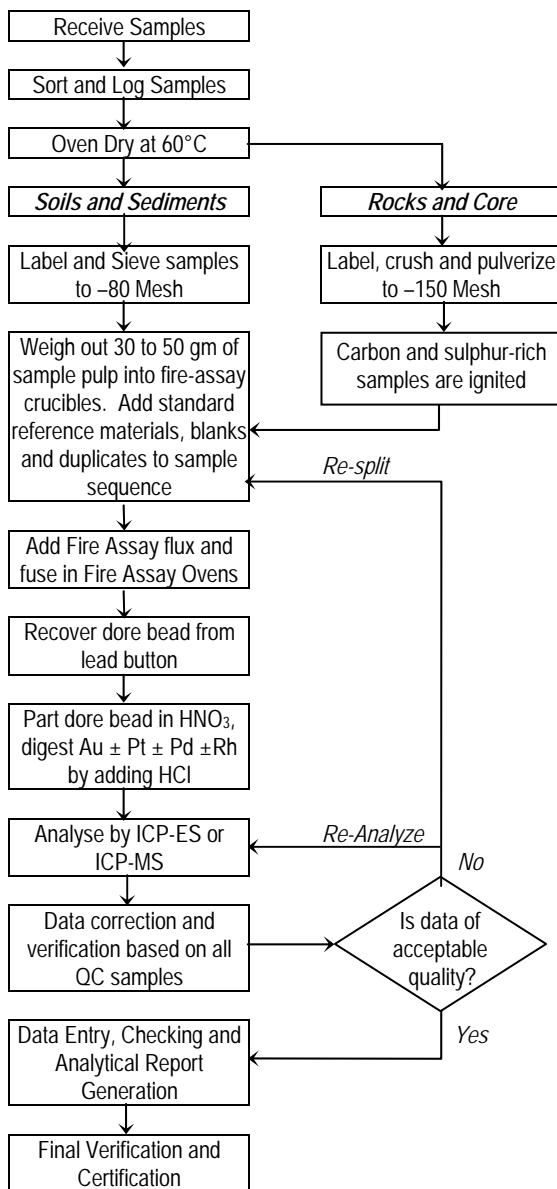 Receive Samples
Sort and Log Samples
Oven Dry at 60°C
Soils and Sediments
Rocks and Core
Label and Sieve samples
to –80 Mesh
Label, crush and pulverize
to –150 Mesh
Weigh out 30 to 50 gm of
sample pulp into fire-assay
crucibles. Add standard
reference materials, blanks
and duplicates to sample
sequence
Carbon and sulphur-rich
samples are ignited
Re-split
Add Fire Assay flux and
fuse in Fire Assay Ovens
Recover dore bead from
lead button
Part dore bead in HNO₃,
digest Au ± Pt ± Pd ±Rh
by adding HCl
Analyse by ICP-ES or
ICP-MS
Re-Analyze
No
Data correction and
verification based on all
QC samples
Is data of
acceptable
quality?
Yes
Data Entry, Checking and
Analytical Report
Generation
Final Verification and
Certification